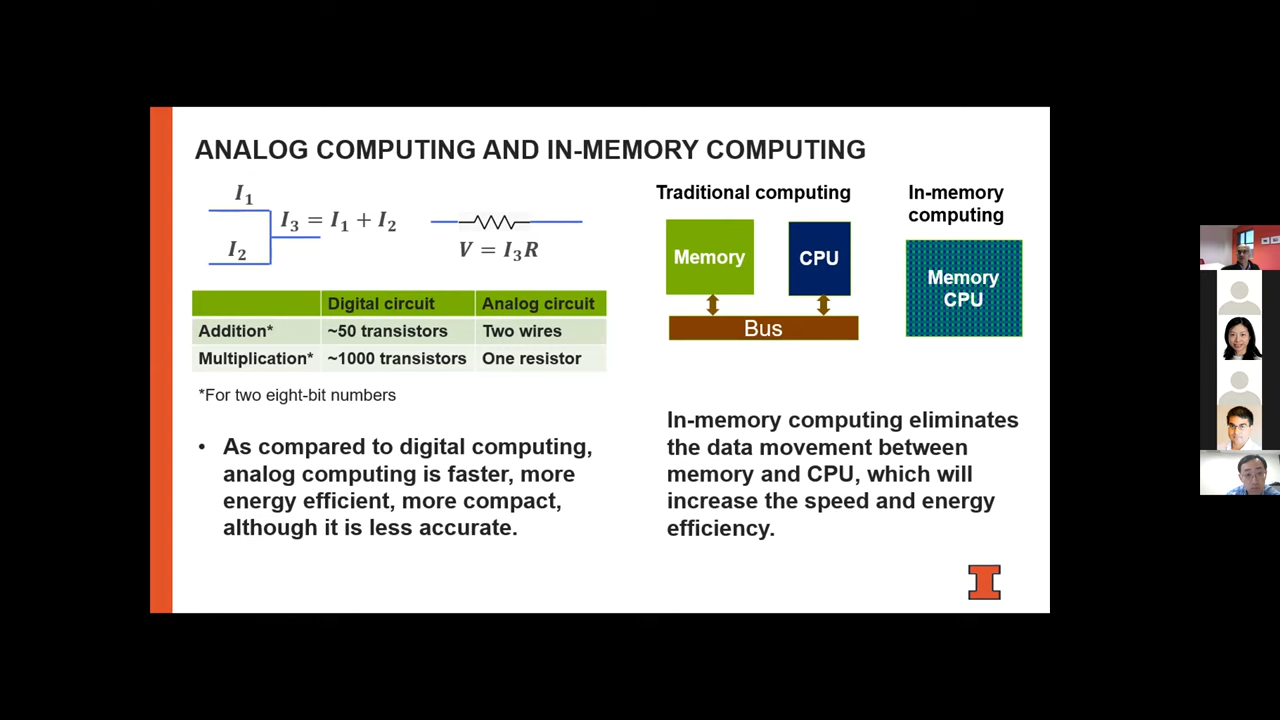 ANALOG COMPUTING AND IN-MEMORY COMPUTING
I₁
I₃ = I₁ + I₂
I₂
V = I₃R
Digital circuit Analog circuit
Addition* ~50 transistors Two wires
Multiplication* ~1000 transistors One resistor
*For two eight-bit numbers
• As compared to digital computing,
analog computing is faster, more
energy efficient, more compact,
although it is less accurate.
Traditional computing
Memory
CPU
Bus
In-memory
computing
Memory
CPU
In-memory computing eliminates
the data movement between
memory and CPU, which will
increase the speed and energy
efficiency.
I